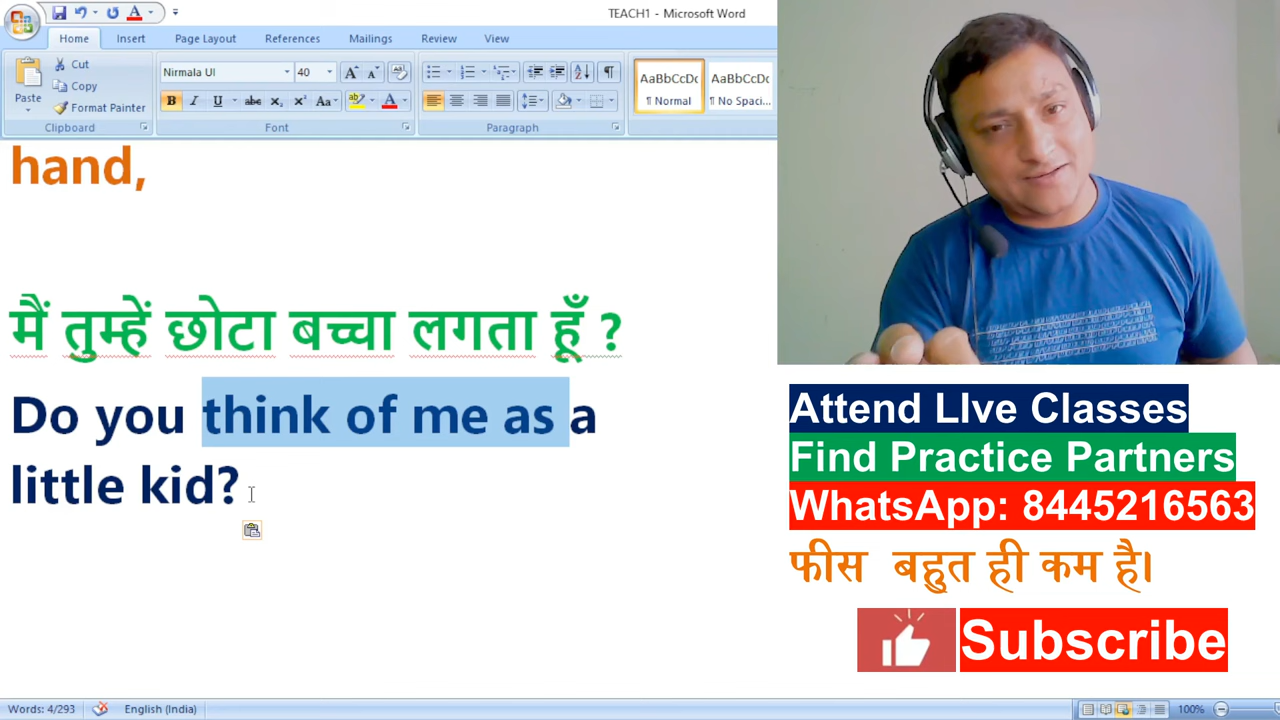 TEACH1 - Microsoft Word
Home Insert Page Layout References Mailings Review View
Cut
Copy
Format Painter
Paste
Nirmala UI 40
AaBbCcDc AaBbCcDc
¶ Normal ¶ No Spaci...
Clipboard Font Paragraph
hand,
मैं तुम्हें छोटा बच्चा लगता हूँ ?
Do you think of me as a
little kid?
Attend LIve Classes
Find Practice Partners
WhatsApp: 8445216563
फीस बहुत ही कम है।
Subscribe
Words: 4/293 English (India) 100%